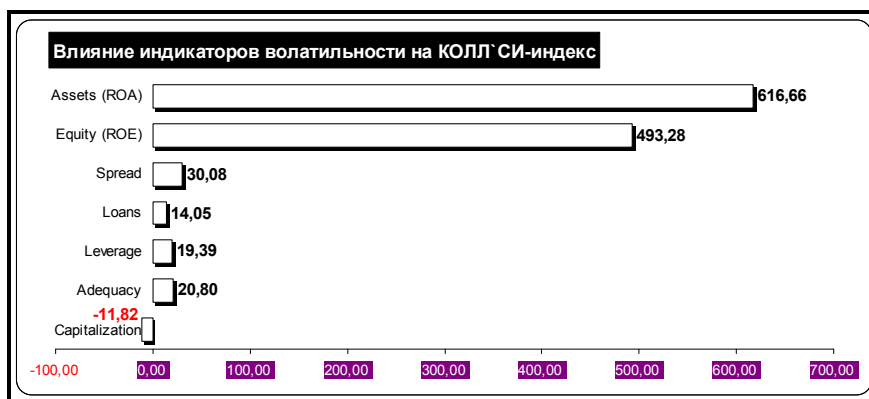 Влияние индикаторов волатильности на КОЛЛ`СИ-индекс
Assets (ROA) 616,66
Equity (ROE) 493,28
Spread 30,08
Loans 14,05
Leverage 19,39
Adequacy 20,80
-11,82
Capitalization
-100,00 0,00 100,00 200,00 300,00 400,00 500,00 600,00 700,00